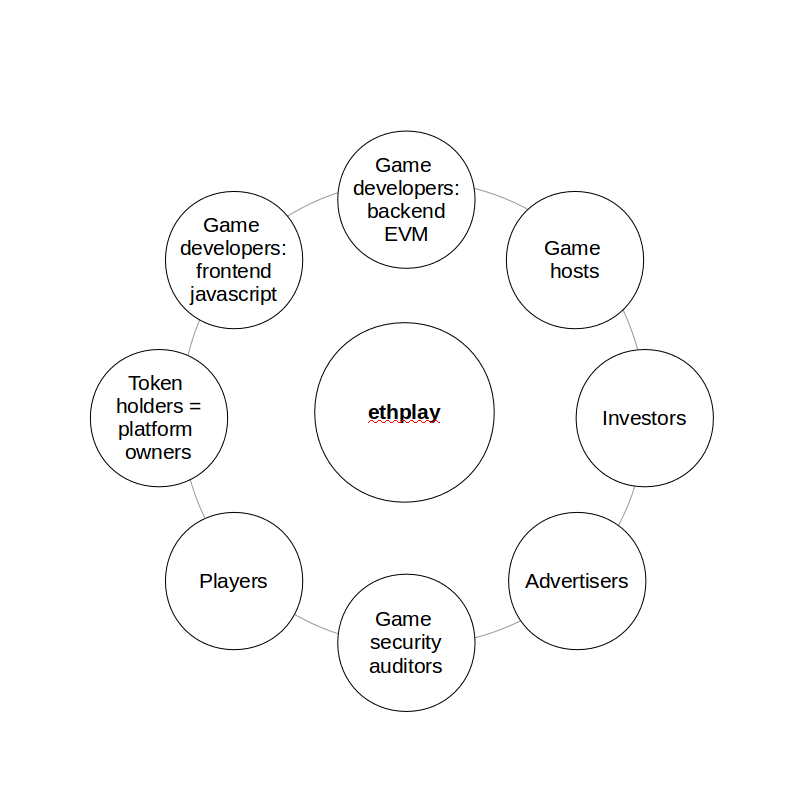 Game
developers:
backend
EVM
Game
hosts
Investors
Advertisers
Game
security
auditors
Players
Token
holders =
platform
owners
Game
developers:
frontend
javascript
ethplay